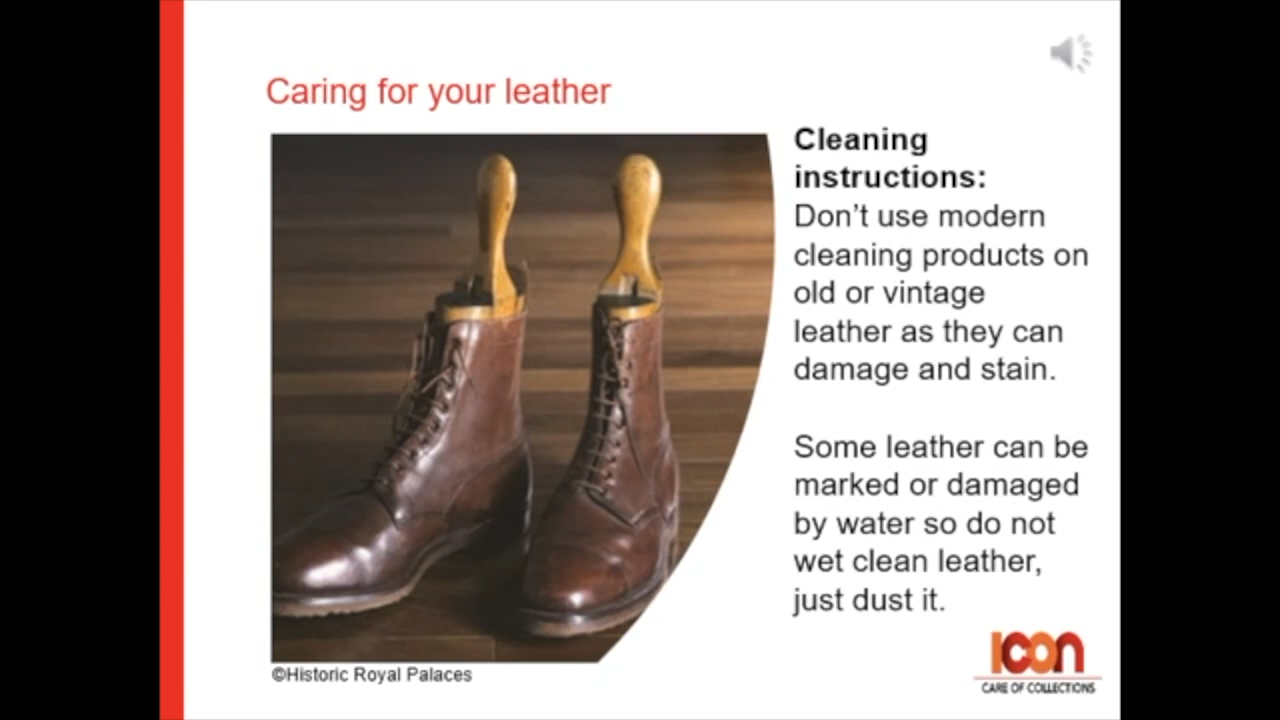 Caring for your leather
Cleaning
instructions:
Don’t use modern
cleaning products on
old or vintage
leather as they can
damage and stain.
Some leather can be
marked or damaged
by water so do not
wet clean leather,
just dust it.
©Historic Royal Palaces
icon
CARE OF COLLECTIONS